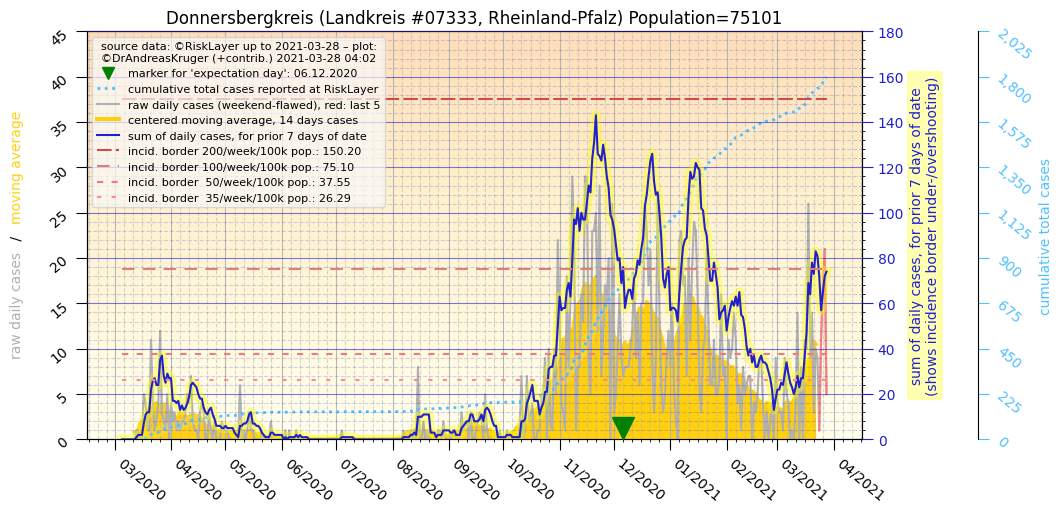 Donnersbergkreis (Landkreis #07333, Rheinland-Pfalz) Population=75101
source data: ©RiskLayer up to 2021-03-28 – plot:
©DrAndreasKruger (+contrib.) 2021-03-28 04:02
marker for 'expectation day': 06.12.2020
cumulative total cases reported at RiskLayer
raw daily cases (weekend-flawed), red: last 5
centered moving average, 14 days cases
sum of daily cases, for prior 7 days of date
incid. border 200/week/100k pop.: 150.20
incid. border 100/week/100k pop.: 75.10
incid. border  50/week/100k pop.: 37.55
incid. border  35/week/100k pop.: 26.29
raw daily cases  /  moving average
45
40
35
30
25
20
15
10
5
0
180
160
140
120
100
80
60
40
20
0
sum of daily cases, for prior 7 days of date
(shows incidence border under-/overshooting)
2,025
1,800
1,575
1,350
1,125
900
675
450
225
0
cumulative total cases
03/2020
04/2020
05/2020
06/2020
07/2020
08/2020
09/2020
10/2020
11/2020
12/2020
01/2021
02/2021
03/2021
04/2021